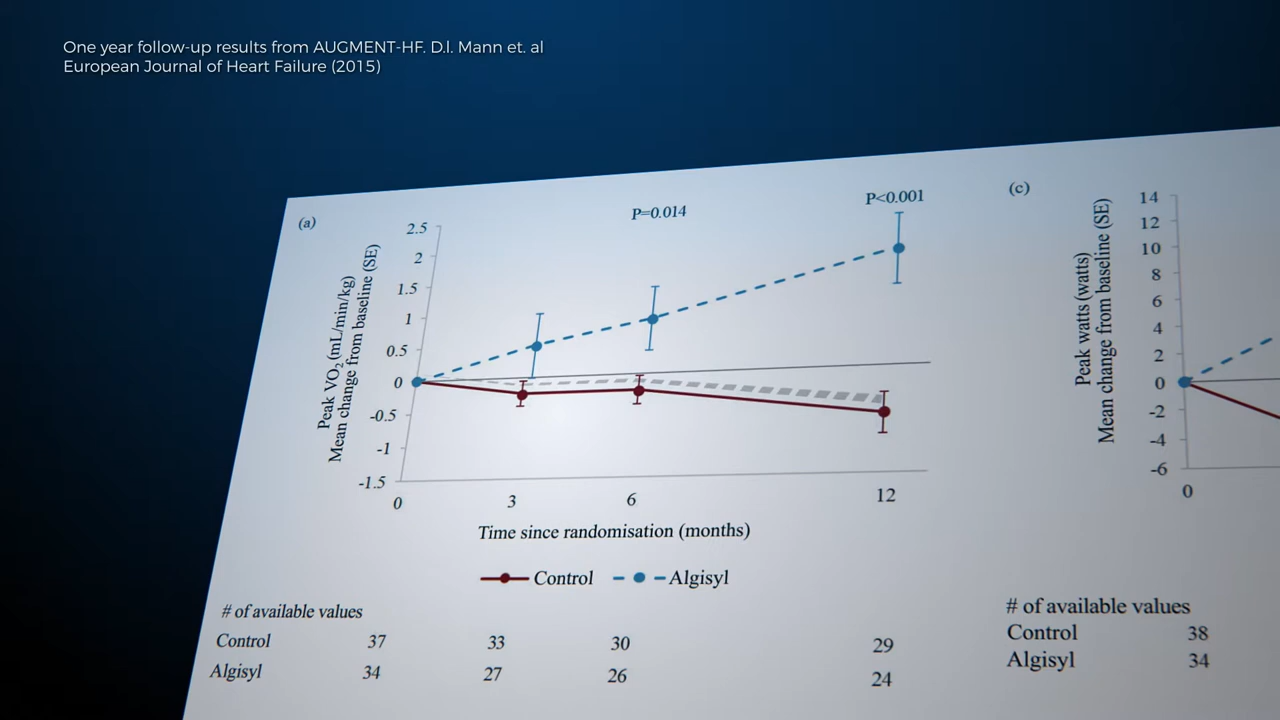 One year follow-up results from AUGMENT-HF. D.l. Mann et. al
European Journal of Heart Failure (2015)
(a)
P=0.014
P<0.001
Peak VO2 (mL/min/kg)
Mean change from baseline (SE)
2.5
2
1.5
1
0.5
0
-0.5
-1
-1.5
0 3 6 12
Time since randomisation (months)
Control Algisyl
# of available values
Control 37 33 30 29
Algisyl 34 27 26 24
(c)
Peak watts (watts)
Mean change from baseline (SE)
14
12
10
8
6
4
2
0
-2
-4
-6
0
# of available values
Control 38
Algisyl 34